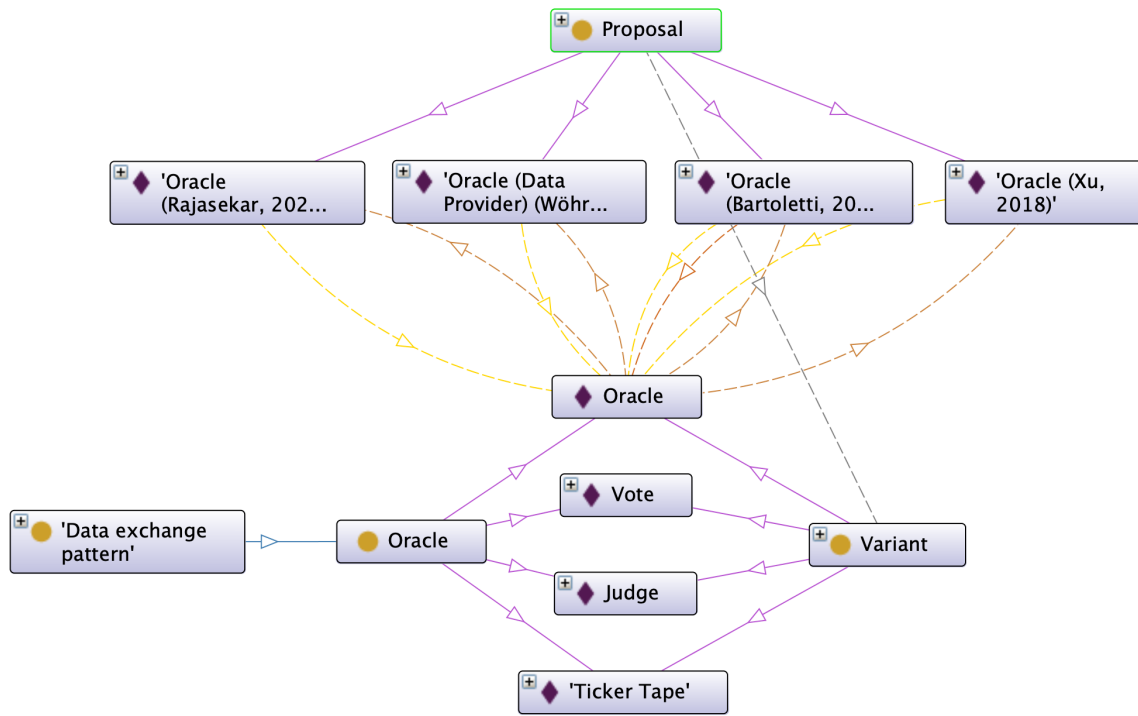 Proposal
'Oracle
(Rajasekar, 202...
'Oracle (Data
Provider) (Wöhr...
'Oracle
(Bartoletti, 20...
'Oracle (Xu,
2018)'
Oracle
Vote
'Data exchange
pattern'
Oracle
Variant
Judge
'Ticker Tape'